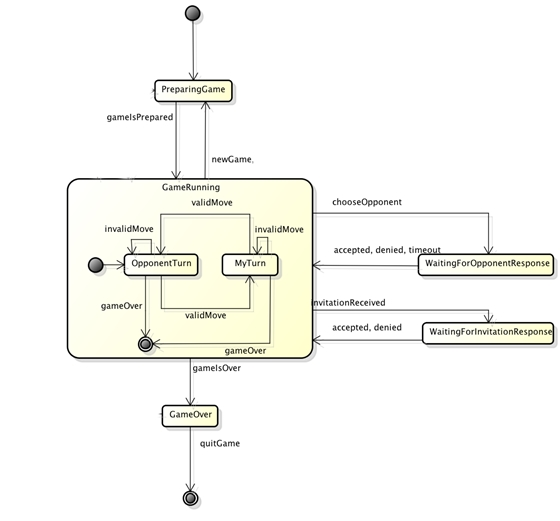 PreparingGame
gameIsPrepared
newGame,
GameRunning
validMove
chooseOpponent
invalidMove
invalidMove
accepted, denied, timeout
OpponentTurn
MyTurn
WaitingForOpponentResponse
gameOver
invitationReceived
validMove
accepted, denied
WaitingForInvitationResponse
gameOver
gameIsOver
GameOver
quitGame